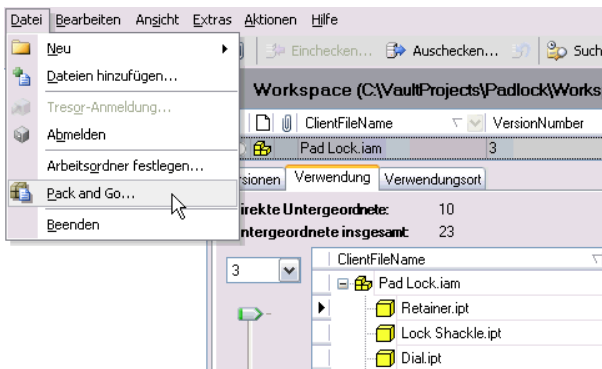 Datei Bearbeiten Ansicht Extras Aktionen Hilfe
Neu
Dateien hinzufügen...
Tresor-Anmeldung...
Abmelden
Arbeitsordner festlegen...
Pack and Go...
Beenden
Einchecken... Auschecken... Such
Workspace (C:\VaultProjects\Padlock\Works
ClientFileName VersionNumber
Pad Lock.iam 3
rsionen Verwendung Verwendungsort
irekte Untergeordnete: 10
ntergeordnete insgesamt: 23
3
ClientFileName
Pad Lock.iam
Retainer.ipt
Lock Shackle.ipt
Dial.ipt